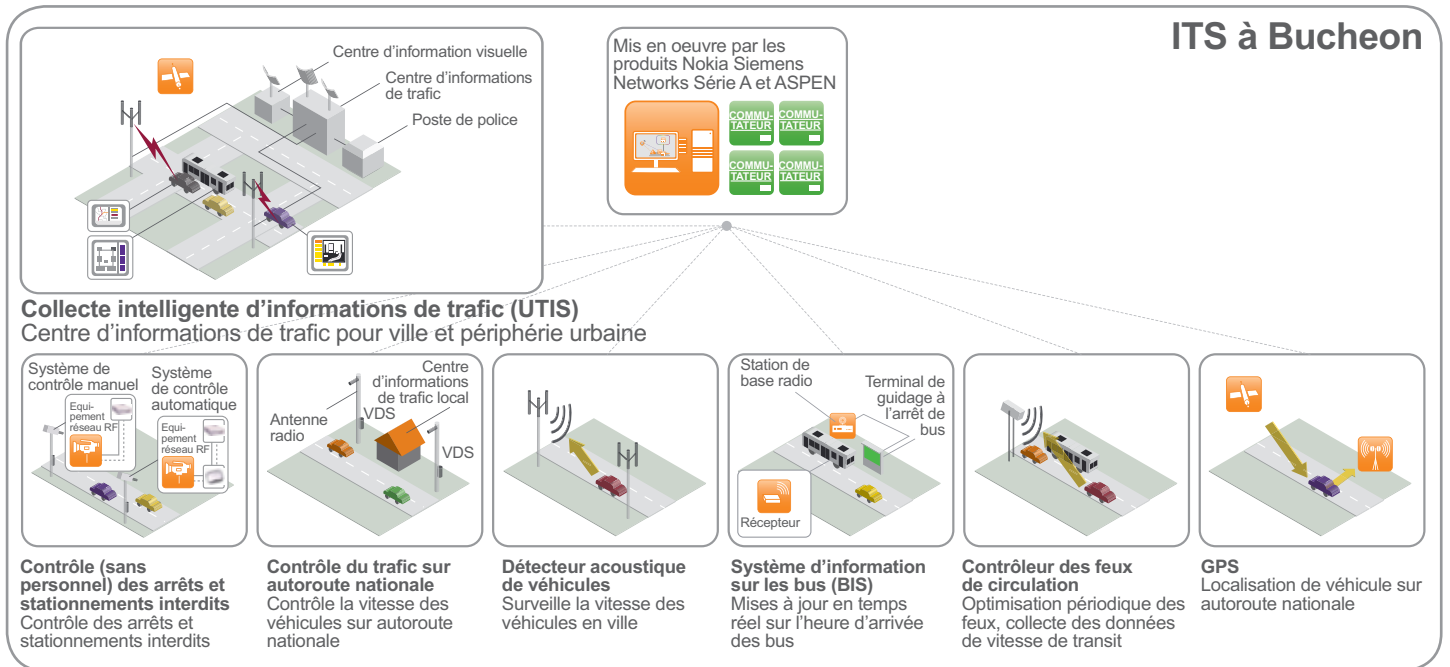 ITS à Bucheon
Centre d'information visuelle
Centre d'informations
de trafic
Poste de police
Mis en oeuvre par les
produits Nokia Siemens
Networks Série A et ASPEN
COMMU-
TATEUR
COMMU-
TATEUR
COMMU-
TATEUR
COMMU-
TATEUR
Collecte intelligente d'informations de trafic (UTIS)
Centre d'informations de trafic pour ville et périphérie urbaine
Système de
contrôle manuel
Equi-
pement
réseau RF
Système
de contrôle
automatique
Equi-
pement
réseau RF
Contrôle (sans
personnel) des arrêts et
stationnements interdits
Contrôle des arrêts et
stationnements interdits
Antenne
radio
VDS
Centre
d'informations
de trafic local
VDS
Contrôle du trafic sur
autoroute nationale
Contrôle la vitesse des
véhicules sur autoroute
nationale
Détecteur acoustique
de véhicules
Surveille la vitesse des
véhicules en ville
Station de
base radio
Terminal de
guidage à
l'arrêt de
bus
Récepteur
Système d'information
sur les bus (BIS)
Mises à jour en temps
réel sur l'heure d'arrivée
des bus
Contrôleur des feux
de circulation
Optimisation périodique des
feux, collecte des données
de vitesse de transit
GPS
Localisation de véhicule sur
autoroute nationale